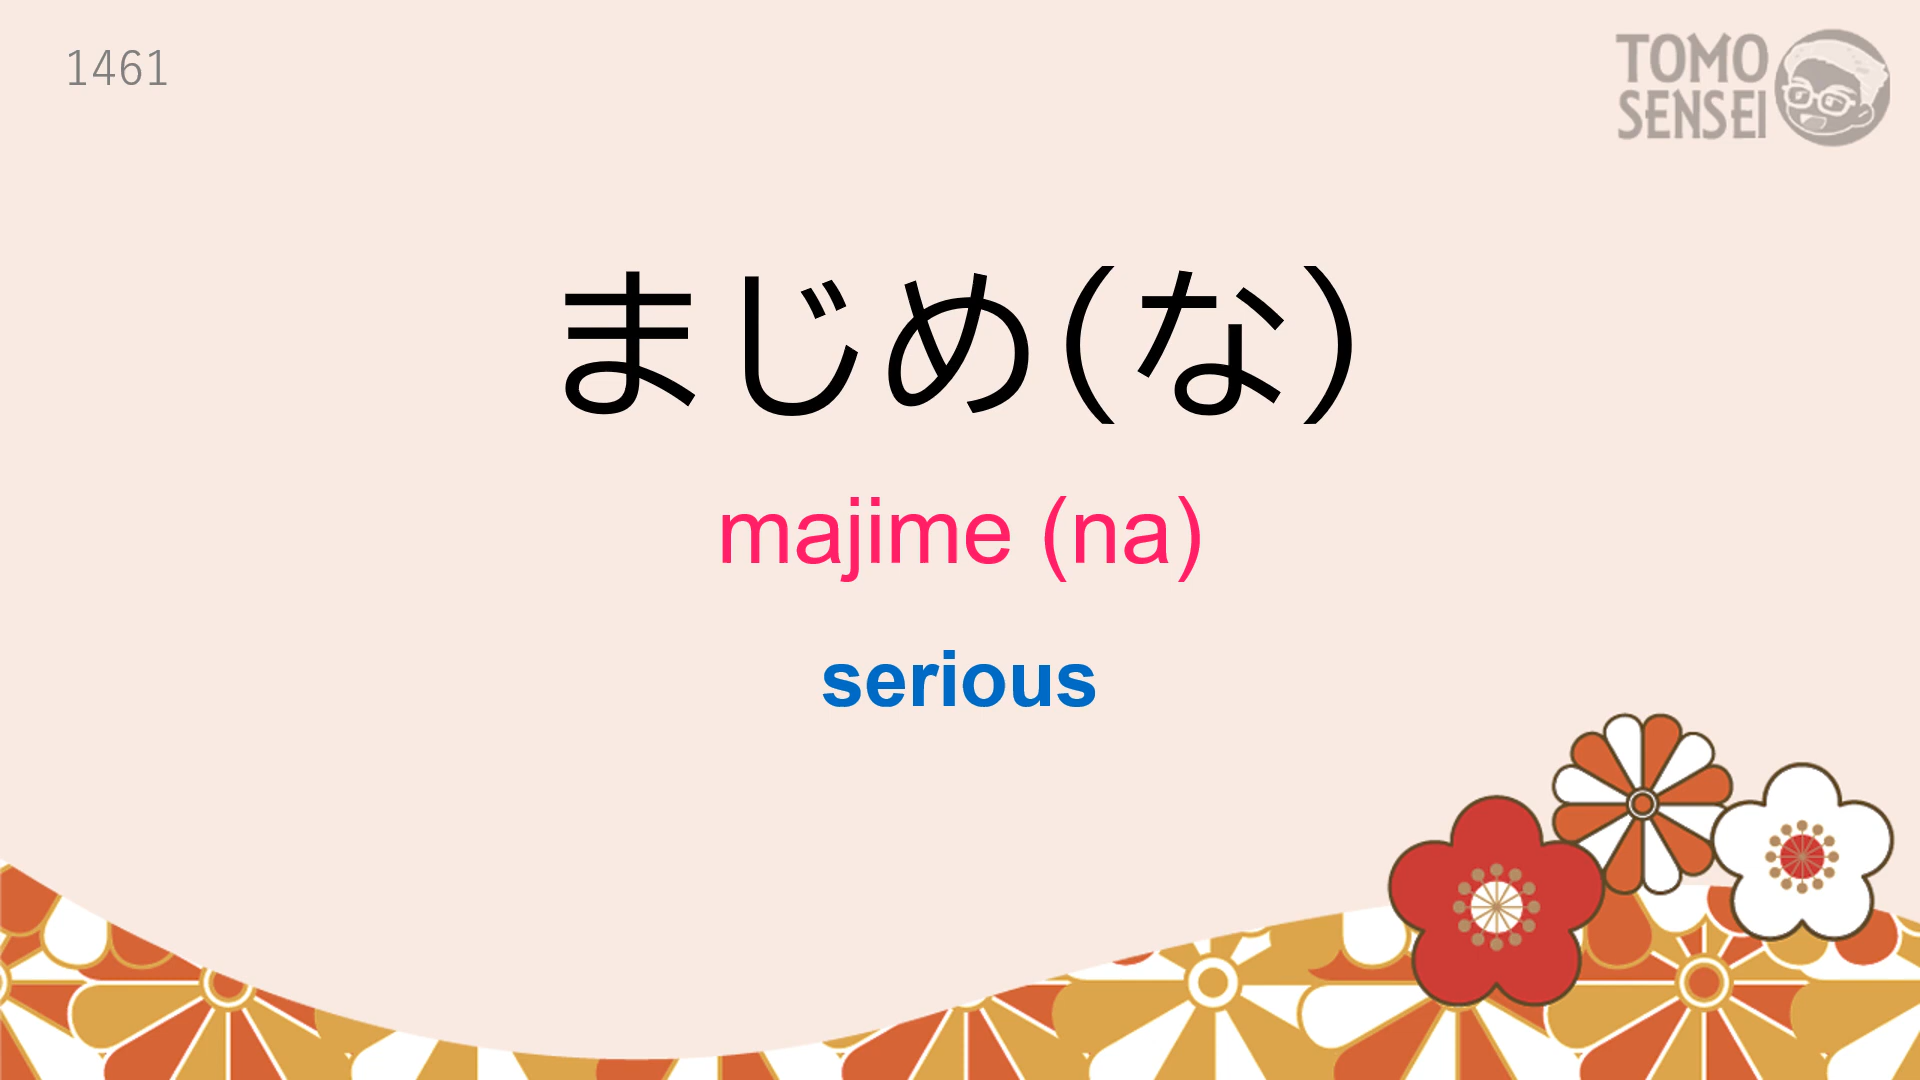 1461
TOMO
SENSEI
まじめ(な)
majime (na)
serious